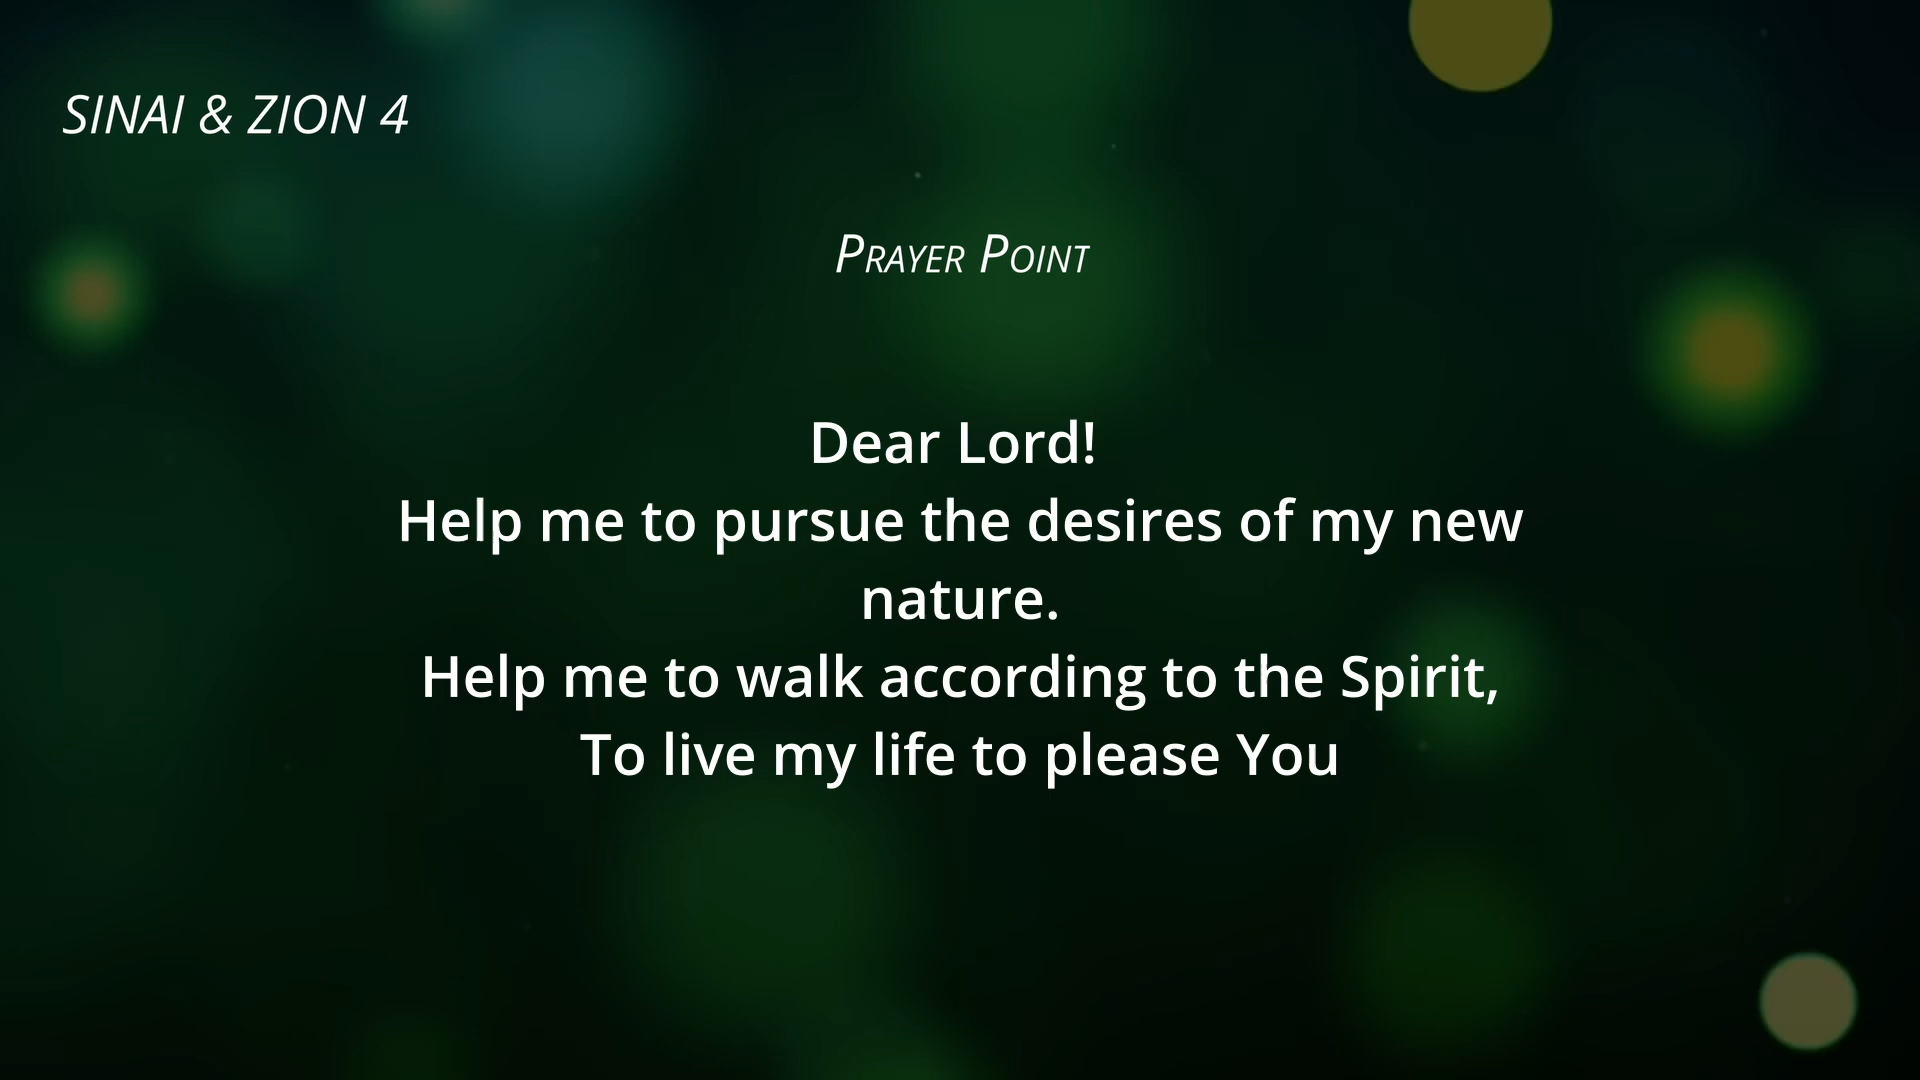 SINAI & ZION 4
Prayer Point
Dear Lord!
Help me to pursue the desires of my new
nature.
Help me to walk according to the Spirit,
To live my life to please You